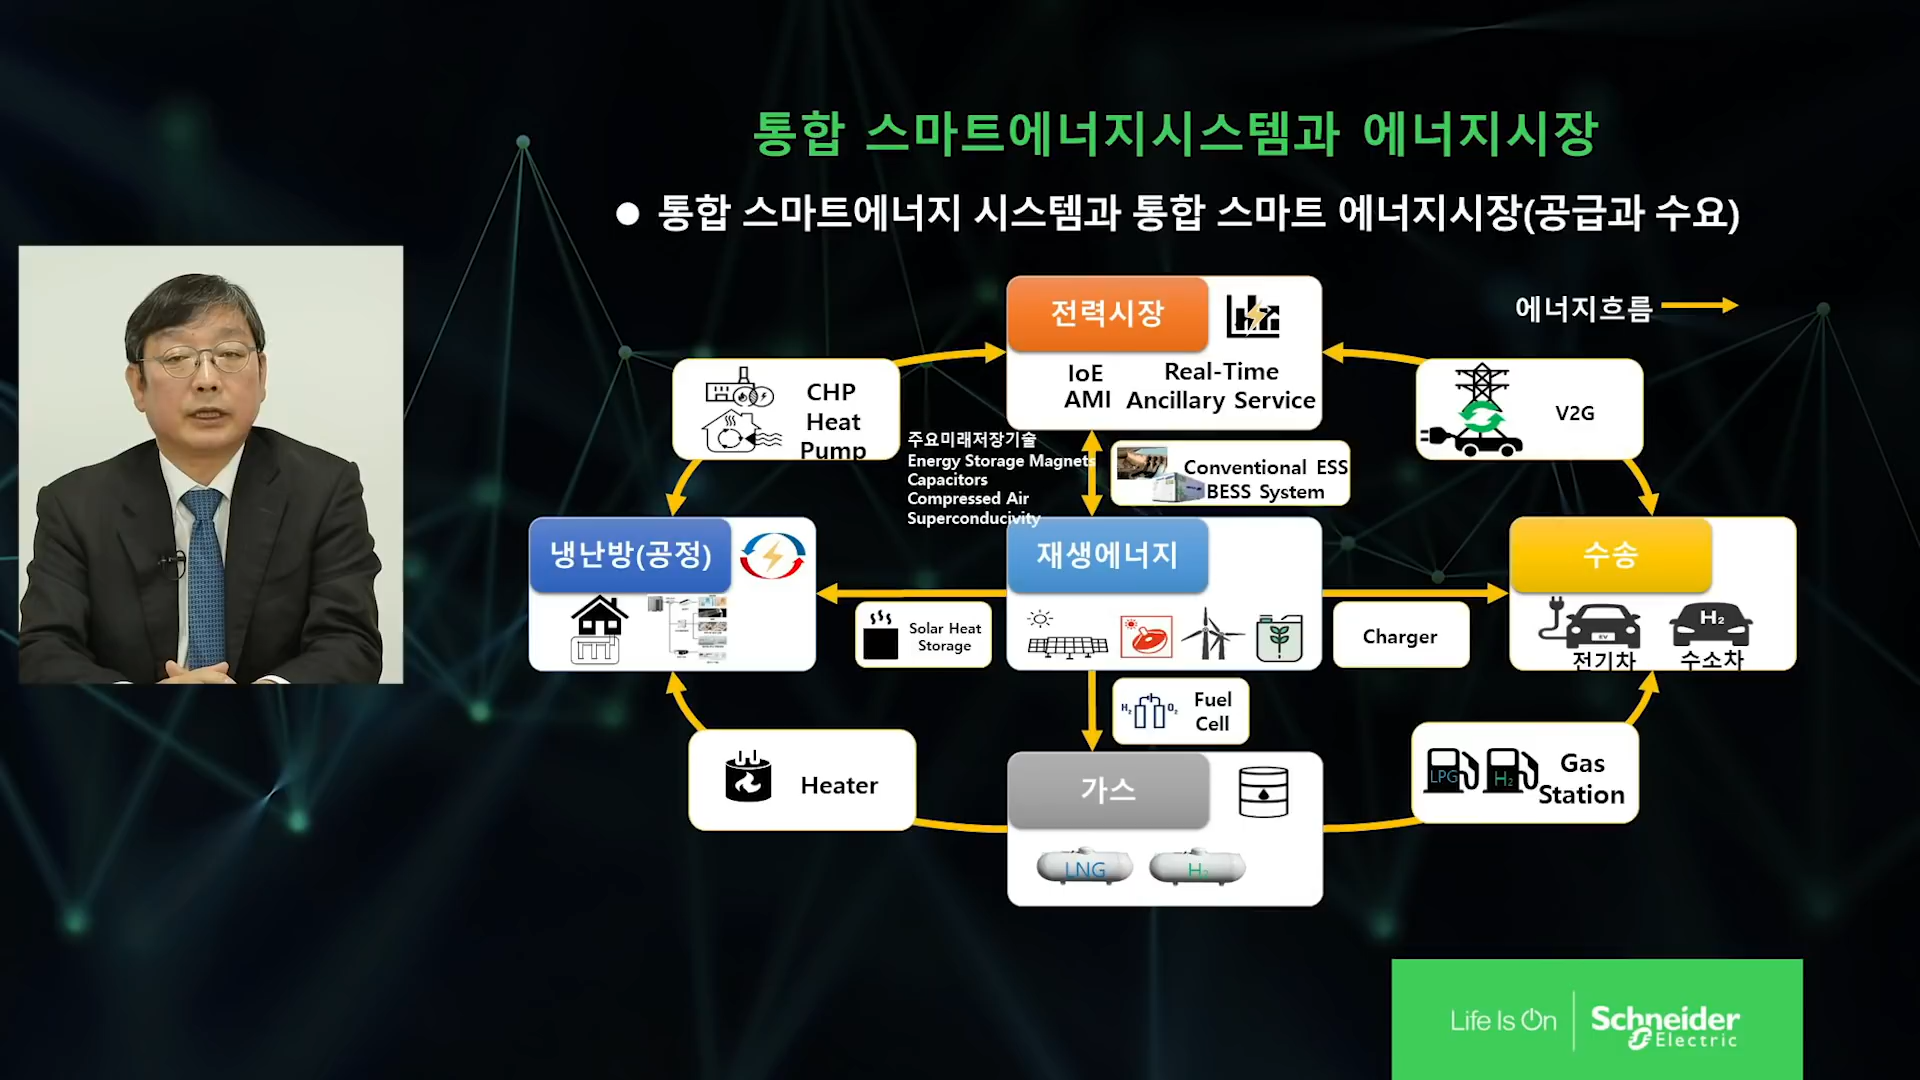 통합 스마트에너지시스템과 에너지시장
● 통합 스마트에너지 시스템과 통합 스마트 에너지시장(공급과 수요)
에너지흐름
전력시장
IoE
AMI
Real-Time
Ancillary Service
CHP
Heat
Pump
V2G
주요미래저장기술
Energy Storage Magnets
Capacitors
Compressed Air
Superconducivity
Conventional ESS
BESS System
냉난방(공정)
재생에너지
수송
EV
전기차
H₂
수소차
Solar Heat
Storage
Charger
H₂
O₂
Fuel
Cell
Heater
가스
LNG
H₂
LPG
H₂
Gas
Station
Life Is On
Schneider
Electric